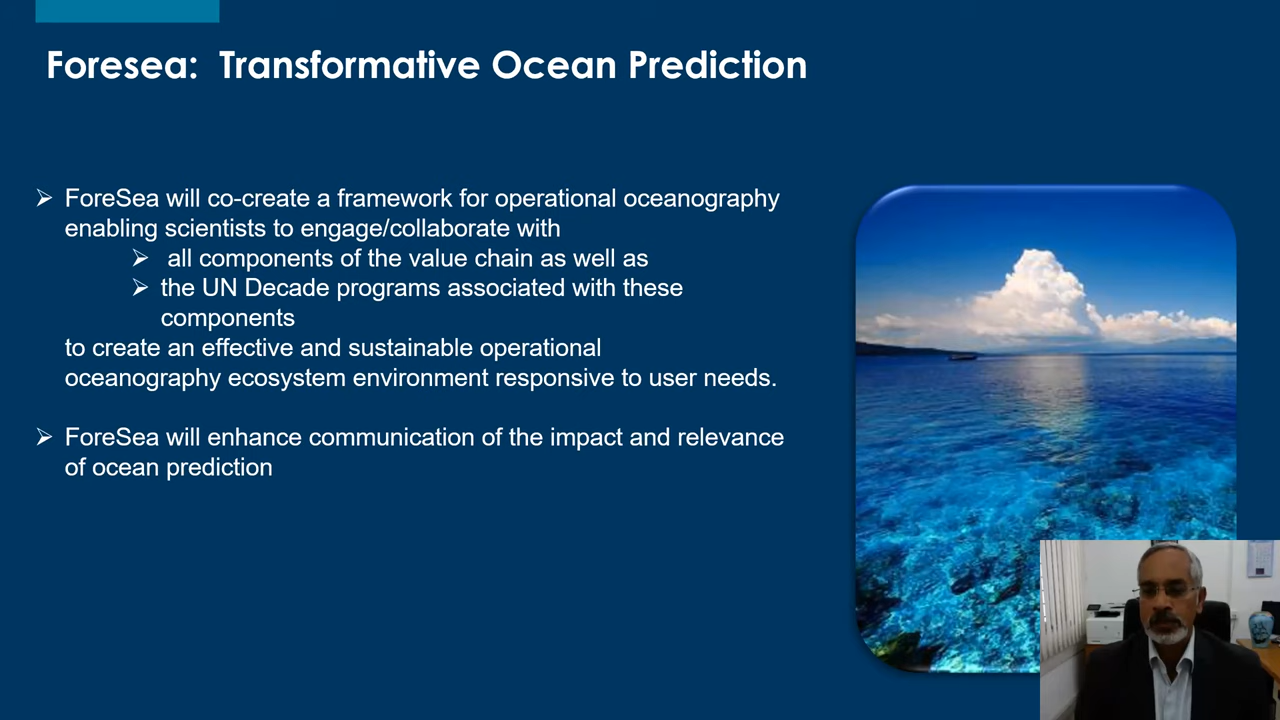 Foresea: Transformative Ocean Prediction
➢ ForeSea will co-create a framework for operational oceanography
enabling scientists to engage/collaborate with
➢ all components of the value chain as well as
➢ the UN Decade programs associated with these
components
to create an effective and sustainable operational
oceanography ecosystem environment responsive to user needs.
➢ ForeSea will enhance communication of the impact and relevance
of ocean prediction